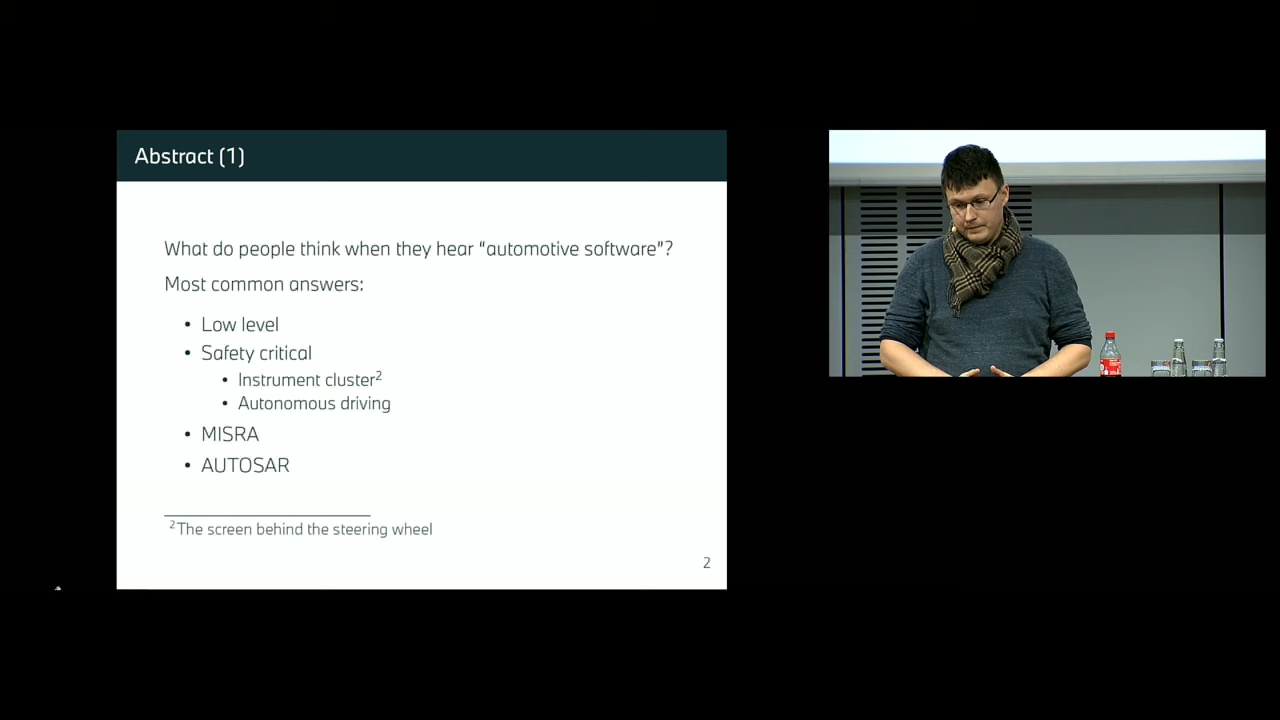 Abstract (1)
What do people think when they hear “automotive software”?
Most common answers:
• Low level
• Safety critical
• Instrument cluster²
• Autonomous driving
• MISRA
• AUTOSAR
²The screen behind the steering wheel
2